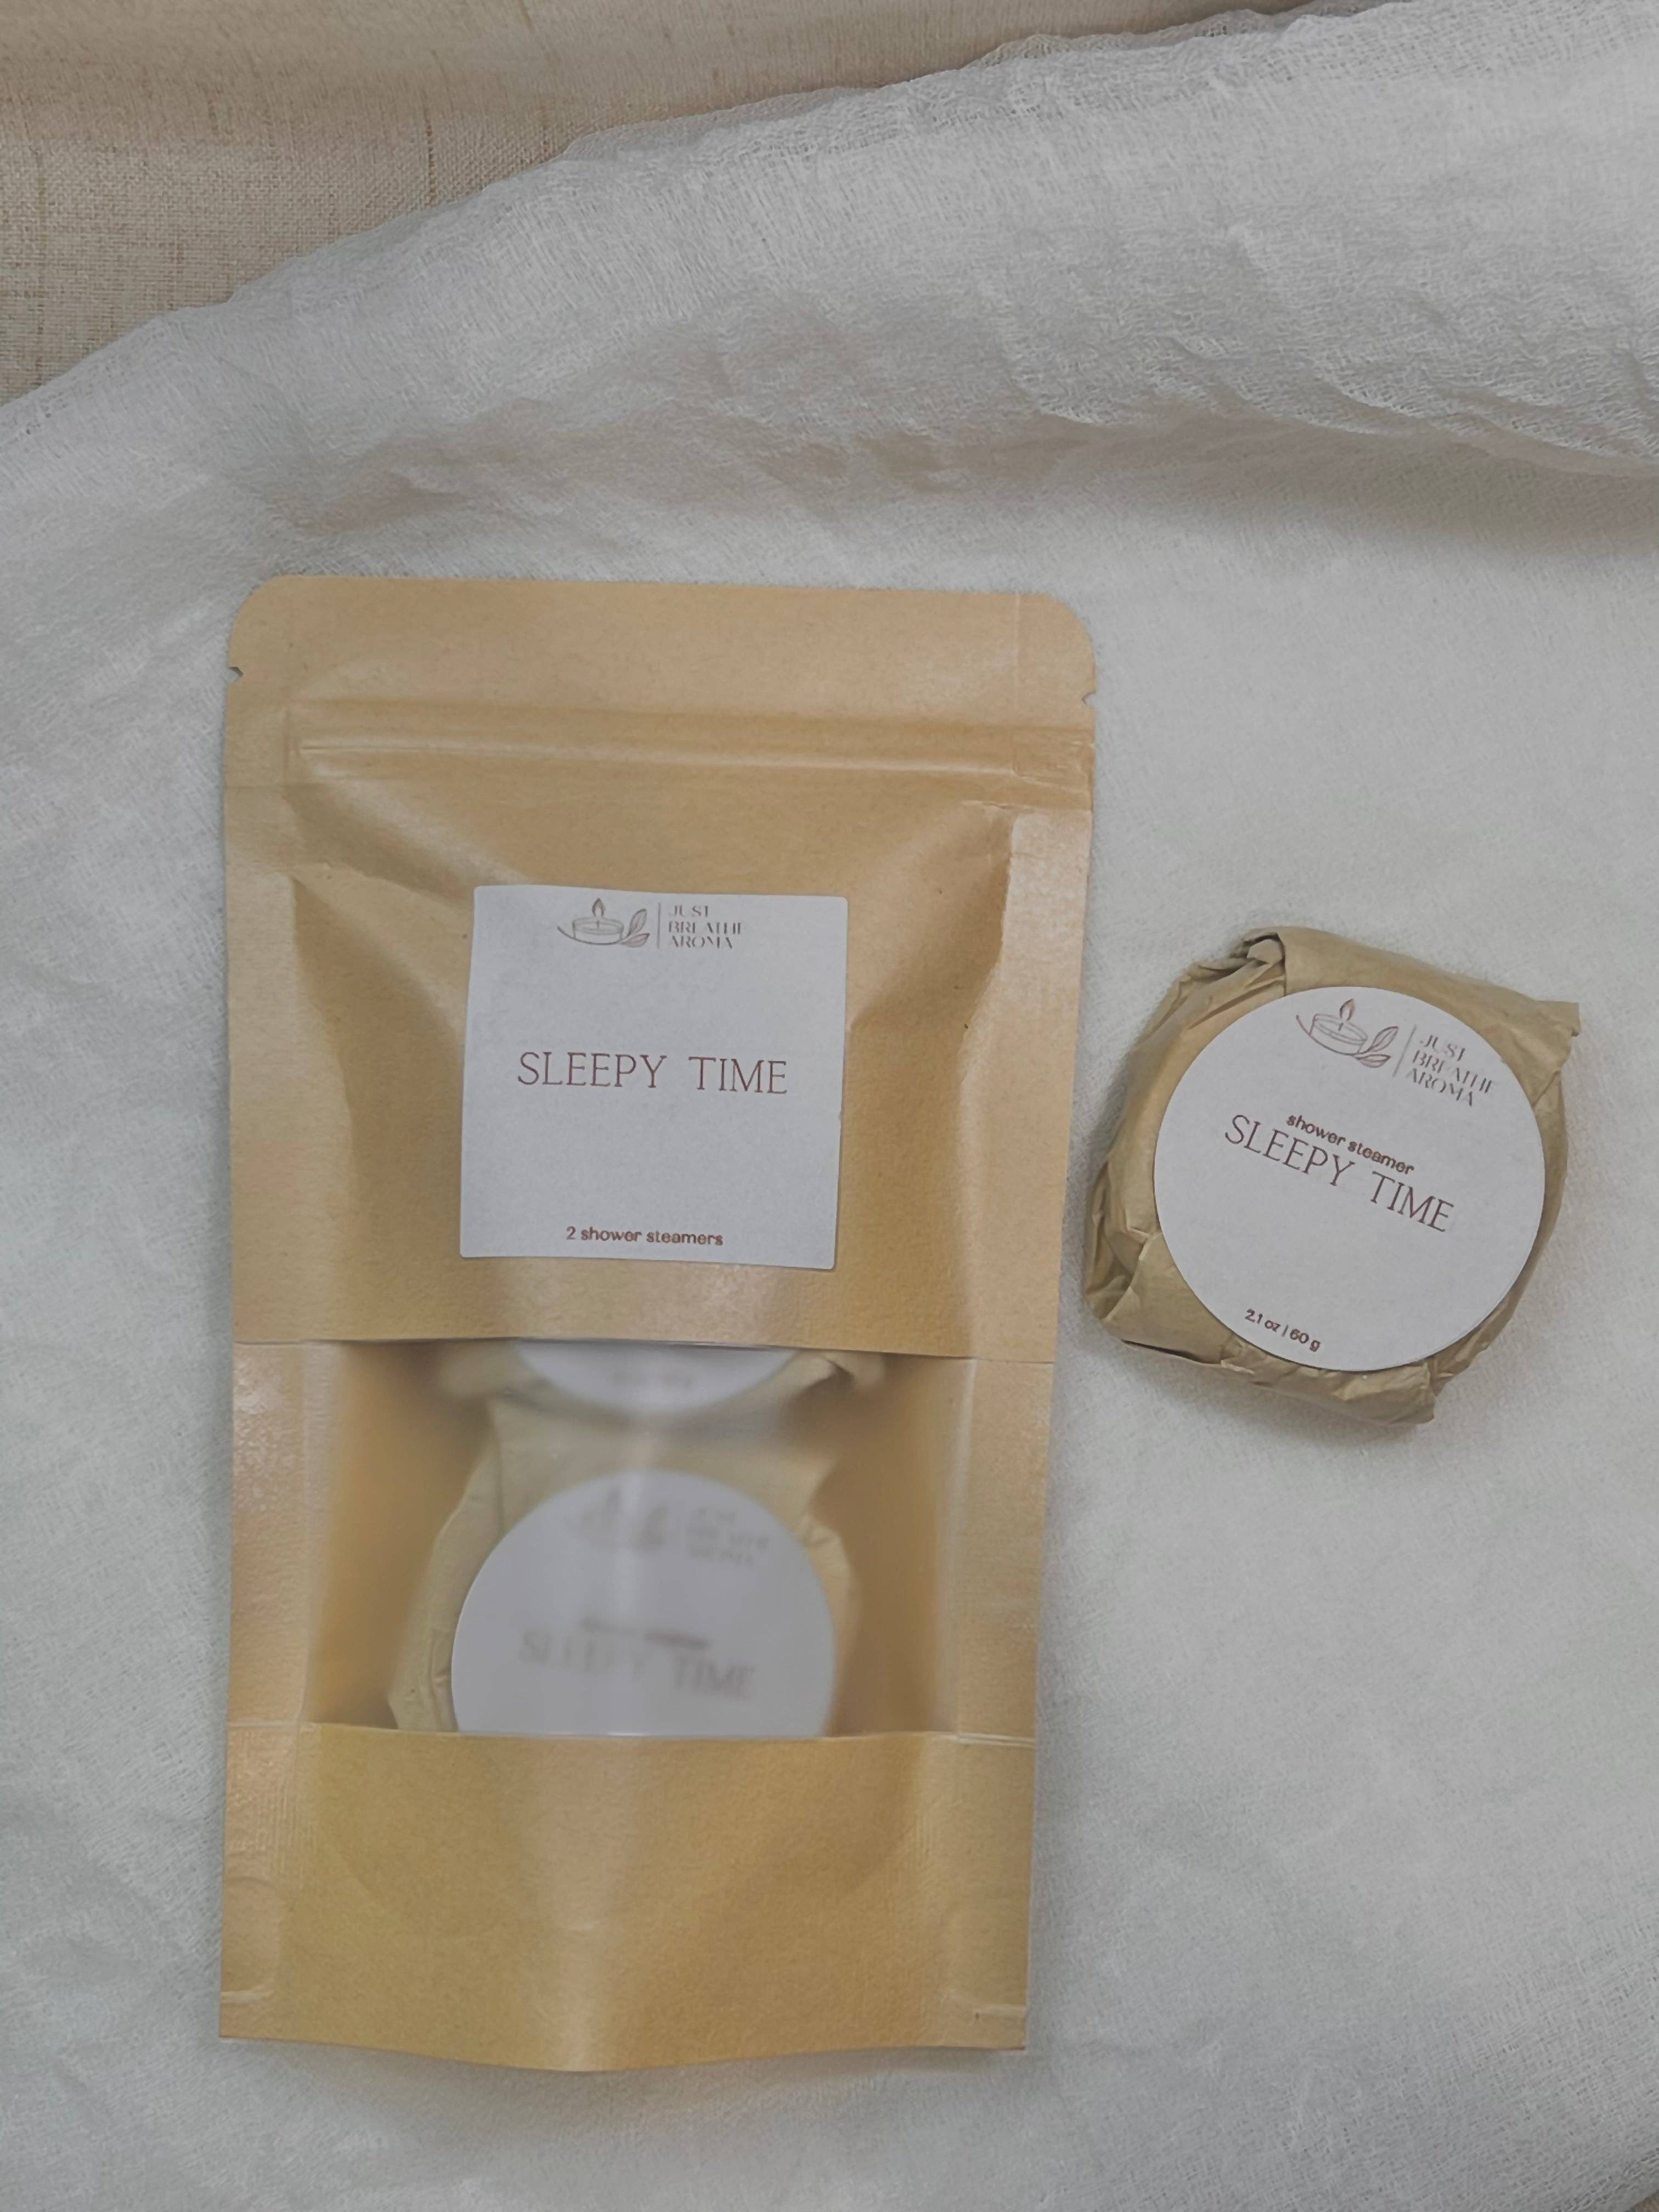 JUST
BREATHE
AROMA
SLEEPY TIME
2 shower steamers
JUST
BREATHE
AROMA
shower steamer
SLEEPY TIME
2.1 oz | 60 g
SLEEPY TIME